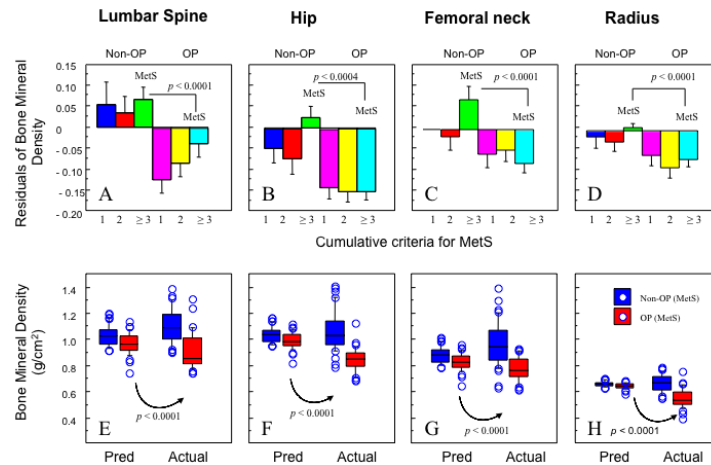 Lumbar Spine Hip Femoral neck Radius
Non-OP OP Non-OP OP Non-OP OP Non-OP OP
Residuals of Bone Mineral
Density
0.15
0.10
0.05
0
- 0.05
- 0.10
-0.15
- 0.20
MetS
p < 0.0001
MetS
A
p < 0.0004
MetS
MetS
B
MetS
p < 0.0001
MetS
C
p < 0.0001
MetS
MetS
D
1 2 ≥ 3 1 2 ≥ 3 1 2 ≥ 3 1 2 ≥ 3 1 2 ≥ 3 1 2 ≥ 3 1 2 ≥ 3 1 2 ≥ 3
Cumulative criteria for MetS
Bone Mineral Density
(g/cm²)
1.4
1.2
1.0
0.8
0.6
0.4
Non-OP (MetS)
OP (MetS)
E
p < 0.0001
F
p < 0.0001
G
p < 0.0001
H
p < 0.0001
Pred Actual Pred Actual Pred Actual Pred Actual